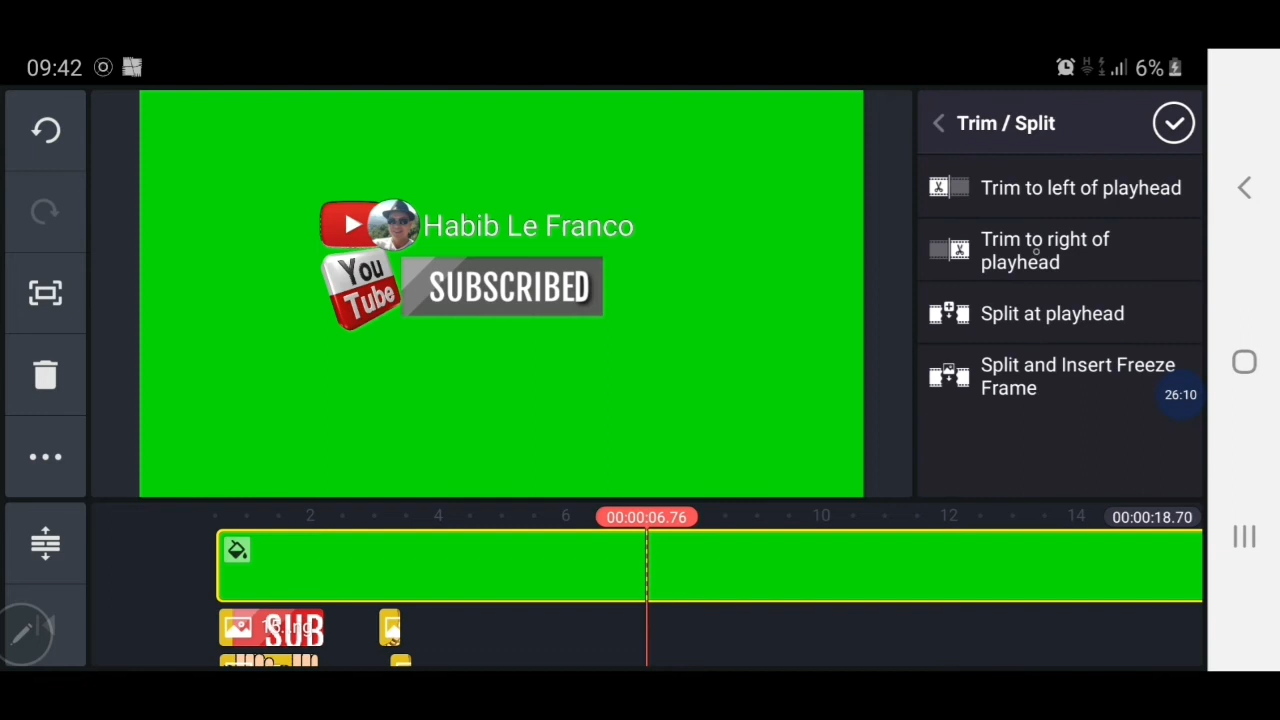 09:42
6%
Trim / Split
Trim to left of playhead
Trim to right of
playhead
Split at playhead
Split and Insert Freeze
Frame
26:10
Habib Le Franco
You
Tube
SUBSCRIBED
2
4
6
00:00:06.76
10
12
14
00:00:18.70
SUB